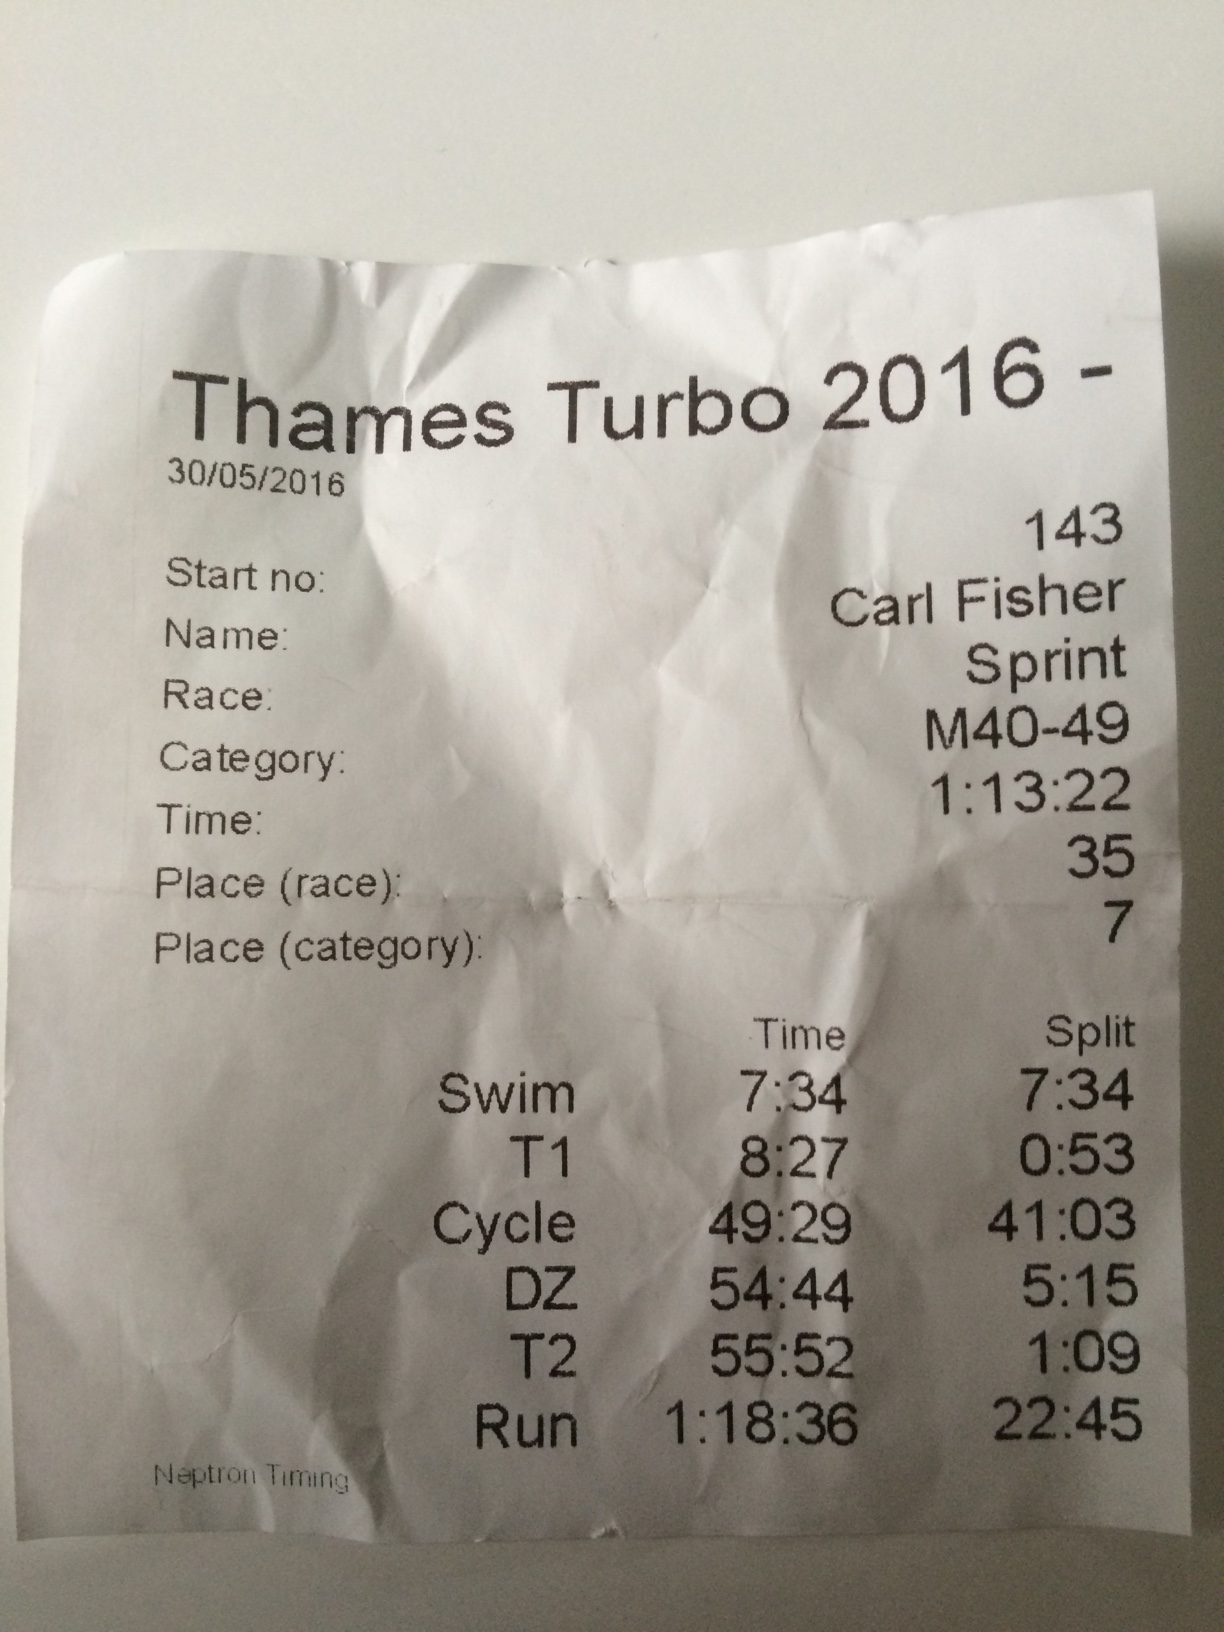 Thames Turbo 2016 -
30/05/2016
Start no: 143
Name: Carl Fisher
Race: Sprint
Category: M40-49
Time: 1:13:22
Place (race): 35
Place (category): 7
Time Split
Swim 7:34 7:34
T1 8:27 0:53
Cycle 49:29 41:03
DZ 54:44 5:15
T2 55:52 1:09
Run 1:18:36 22:45
Neptron Timing